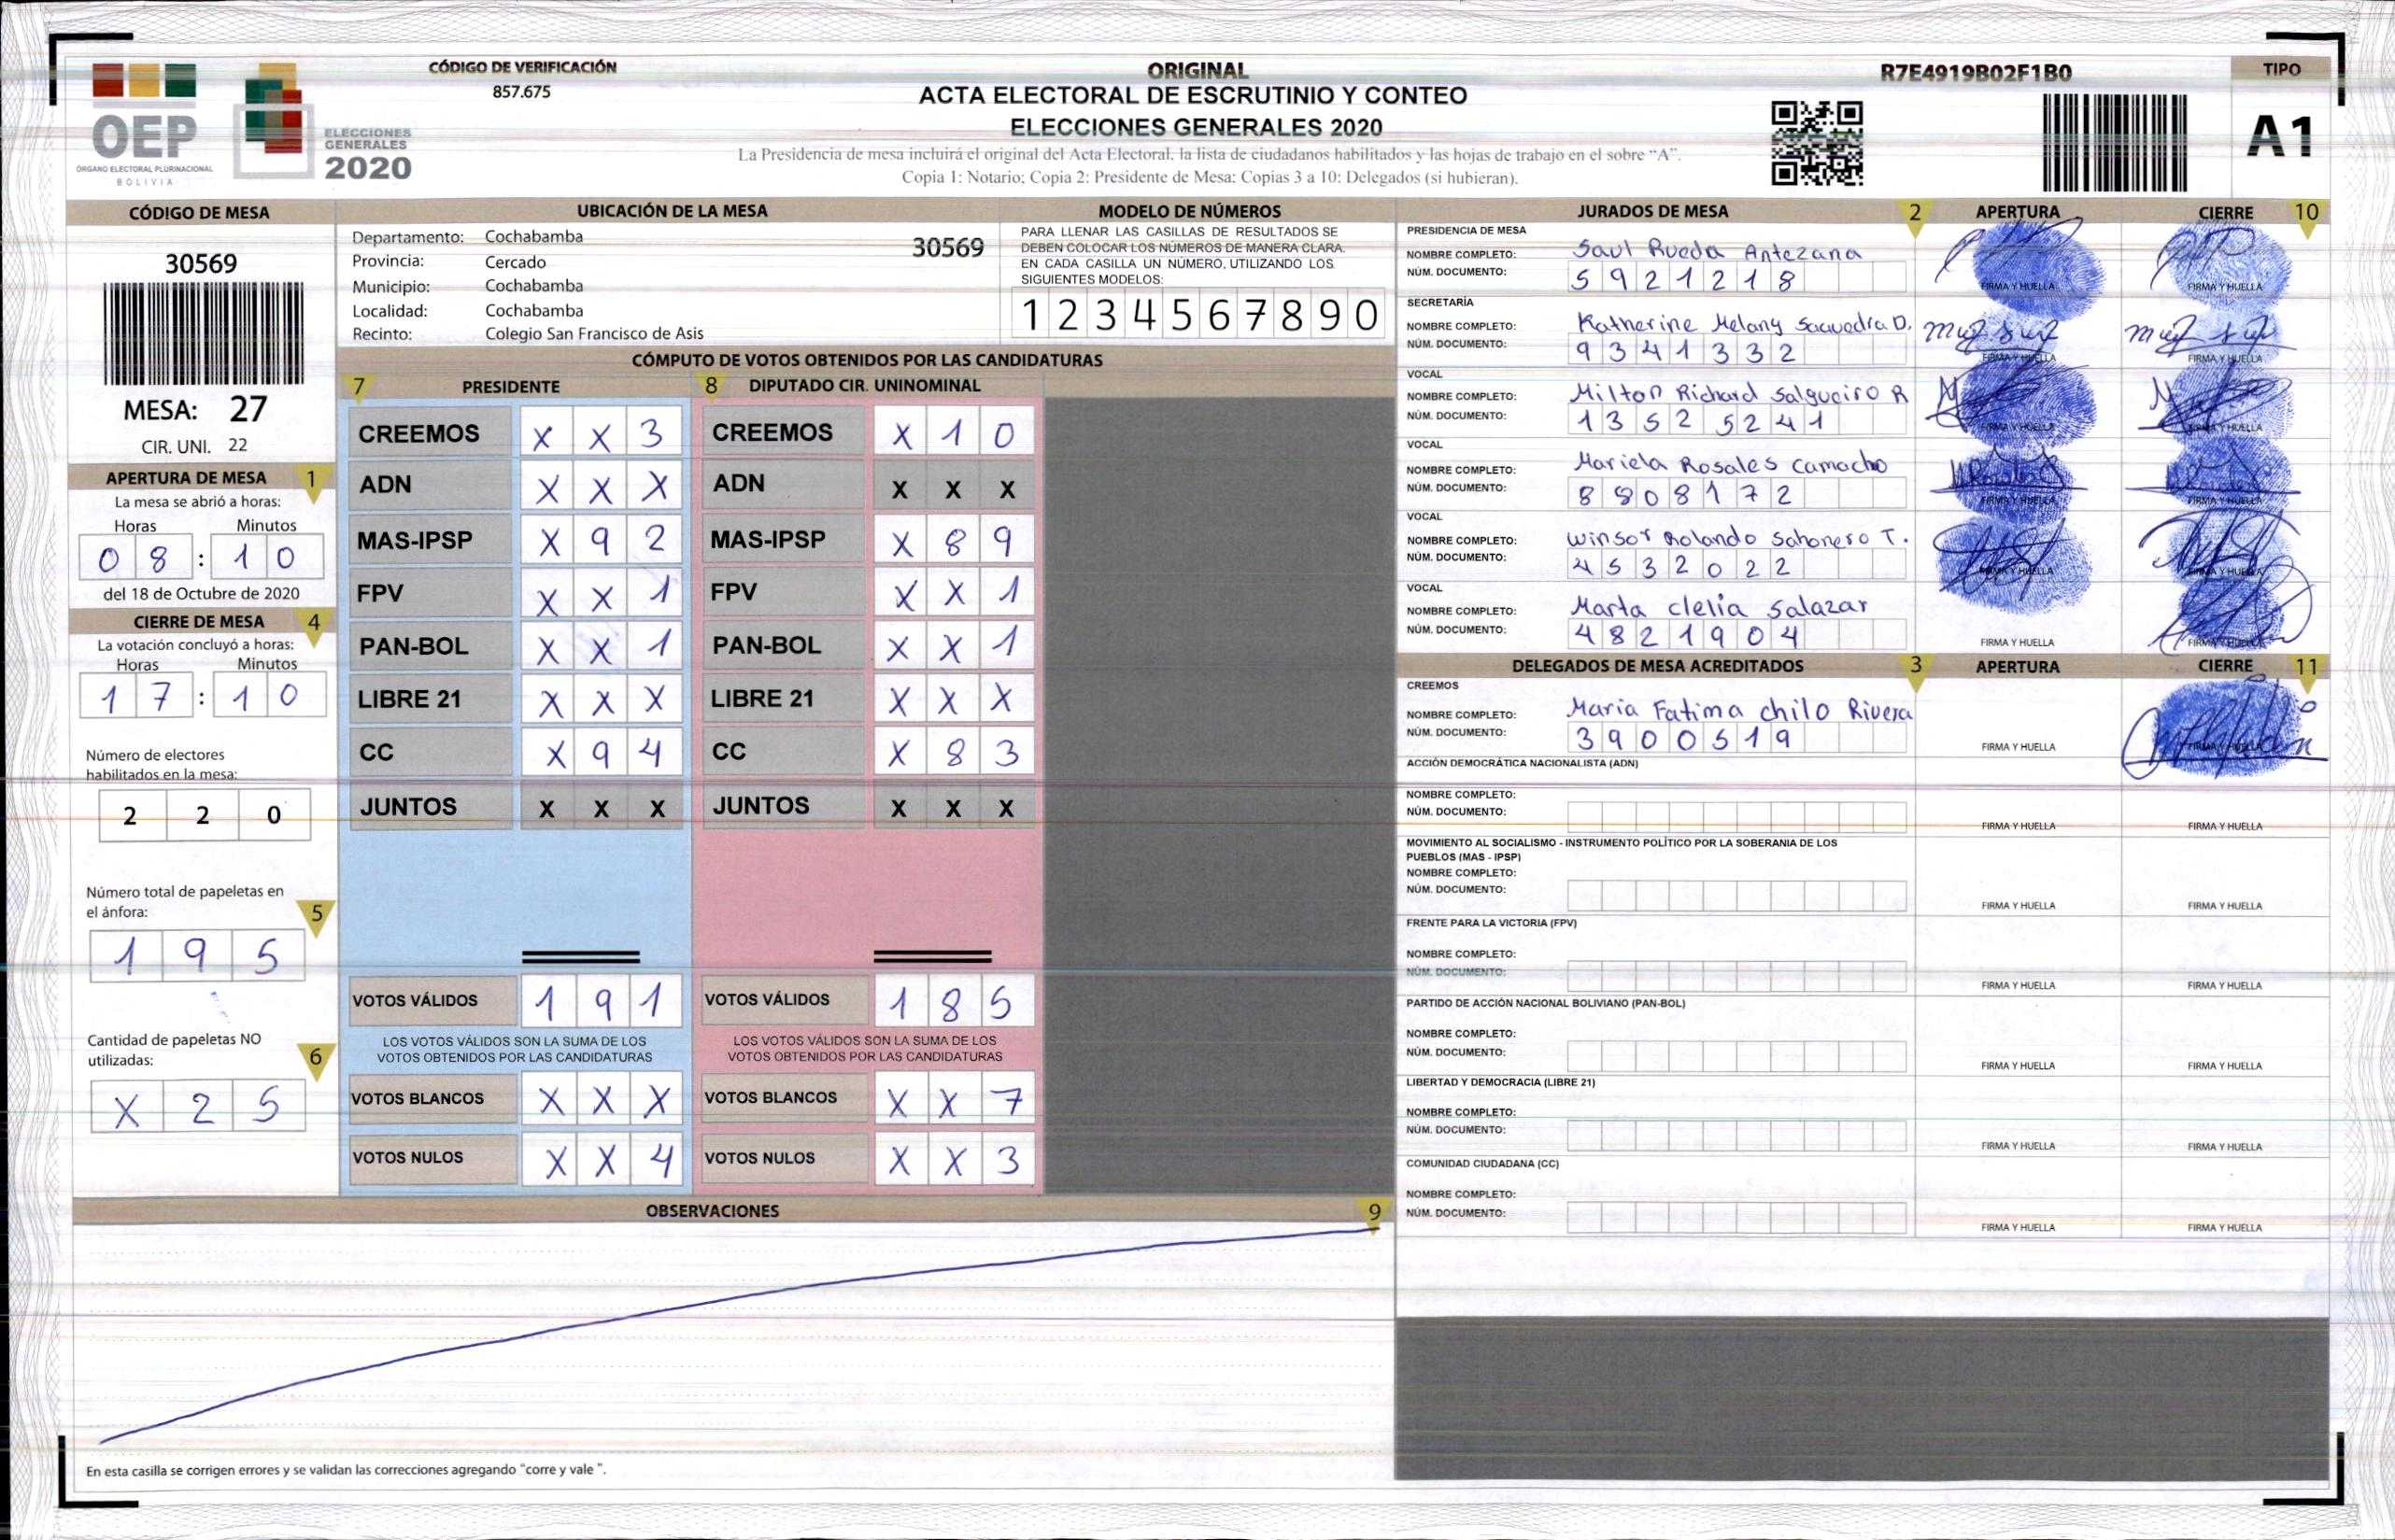 CÓDIGO DE VERIFICACIÓN
857.675
ORIGINAL
ACTA ELECTORAL DE ESCRUTINIO Y CONTEO
ELECCIONES GENERALES 2020
La Presidencia de mesa incluirá el original del Acta Electoral, la lista de ciudadanos habilitados y las hojas de trabajo en el sobre “A”.
Copia 1: Notario; Copia 2: Presidente de Mesa: Copias 3 a 10: Delegados (si hubieran).
R7E4919B02F1B0
TIPO
A1
OEP
ÓRGANO ELECTORAL PLURINACIONAL
BOLIVIA
ELECCIONES
GENERALES
2020
CÓDIGO DE MESA
30569
MESA: 27
CIR. UNI. 22
APERTURA DE MESA 1
La mesa se abrió a horas:
Horas Minutos
0 8 : 1 0
del 18 de Octubre de 2020
CIERRE DE MESA 4
La votación concluyó a horas:
Horas Minutos
1 7 : 1 0
Número de electores
habilitados en la mesa:
2 2 0
Número total de papeletas en
el ánfora: 5
1 9 5
Cantidad de papeletas NO
utilizadas: 6
X 2 5
UBICACIÓN DE LA MESA
Departamento: Cochabamba 30569
Provincia: Cercado
Municipio: Cochabamba
Localidad: Cochabamba
Recinto: Colegio San Francisco de Asis
MODELO DE NÚMEROS
PARA LLENAR LAS CASILLAS DE RESULTADOS SE
DEBEN COLOCAR LOS NÚMEROS DE MANERA CLARA.
EN CADA CASILLA UN NÚMERO, UTILIZANDO LOS
SIGUIENTES MODELOS:
1 2 3 4 5 6 7 8 9 0
CÓMPUTO DE VOTOS OBTENIDOS POR LAS CANDIDATURAS
7 PRESIDENTE
CREEMOS X X 3
ADN X X X
MAS-IPSP X 9 2
FPV X X 1
PAN-BOL X X 1
LIBRE 21 X X X
CC X 9 4
JUNTOS X X X
VOTOS VÁLIDOS 1 9 1
LOS VOTOS VÁLIDOS SON LA SUMA DE LOS
VOTOS OBTENIDOS POR LAS CANDIDATURAS
VOTOS BLANCOS X X X
VOTOS NULOS X X 4
8 DIPUTADO CIR. UNINOMINAL
CREEMOS X 1 0
ADN X X X
MAS-IPSP X 8 9
FPV X X 1
PAN-BOL X X 1
LIBRE 21 X X X
CC X 8 3
JUNTOS X X X
VOTOS VÁLIDOS 1 8 5
LOS VOTOS VÁLIDOS SON LA SUMA DE LOS
VOTOS OBTENIDOS POR LAS CANDIDATURAS
VOTOS BLANCOS X X 7
VOTOS NULOS X X 3
OBSERVACIONES 9
En esta casilla se corrigen errores y se validan las correcciones agregando “corre y vale ”.
JURADOS DE MESA 2 APERTURA CIERRE 10
PRESIDENCIA DE MESA
NOMBRE COMPLETO: Saul Rueda Antezana
NÚM. DOCUMENTO: 5 9 2 1 2 1 8
FIRMA Y HUELLA FIRMA Y HUELLA
SECRETARÍA
NOMBRE COMPLETO: Katherine Melany Saavedra D.
NÚM. DOCUMENTO: 9 3 4 1 3 3 2
FIRMA Y HUELLA FIRMA Y HUELLA
VOCAL
NOMBRE COMPLETO: Milton Richard Salgueiro R
NÚM. DOCUMENTO: 1 3 5 2 5 2 4 1
FIRMA Y HUELLA FIRMA Y HUELLA
VOCAL
NOMBRE COMPLETO: Mariela Rosales Camacho
NÚM. DOCUMENTO: 8 8 0 8 1 7 2
FIRMA Y HUELLA FIRMA Y HUELLA
VOCAL
NOMBRE COMPLETO: Winsor Rolando Sahonero T.
NÚM. DOCUMENTO: 4 5 3 2 0 2 2
FIRMA Y HUELLA FIRMA Y HUELLA
VOCAL
NOMBRE COMPLETO: Marta Clelia Salazar
NÚM. DOCUMENTO: 4 8 2 1 9 0 4
FIRMA Y HUELLA FIRMA Y HUELLA
DELEGADOS DE MESA ACREDITADOS 3 APERTURA CIERRE 11
CREEMOS
NOMBRE COMPLETO: Maria Fatima Chilo Rivera
NÚM. DOCUMENTO: 3 9 0 0 5 1 9
FIRMA Y HUELLA FIRMA Y HUELLA
ACCIÓN DEMOCRÁTICA NACIONALISTA (ADN)
NOMBRE COMPLETO:
NÚM. DOCUMENTO:
FIRMA Y HUELLA FIRMA Y HUELLA
MOVIMIENTO AL SOCIALISMO - INSTRUMENTO POLÍTICO POR LA SOBERANIA DE LOS
PUEBLOS (MAS - IPSP)
NOMBRE COMPLETO:
NÚM. DOCUMENTO:
FIRMA Y HUELLA FIRMA Y HUELLA
FRENTE PARA LA VICTORIA (FPV)
NOMBRE COMPLETO:
NÚM. DOCUMENTO:
FIRMA Y HUELLA FIRMA Y HUELLA
PARTIDO DE ACCIÓN NACIONAL BOLIVIANO (PAN-BOL)
NOMBRE COMPLETO:
NÚM. DOCUMENTO:
FIRMA Y HUELLA FIRMA Y HUELLA
LIBERTAD Y DEMOCRACIA (LIBRE 21)
NOMBRE COMPLETO:
NÚM. DOCUMENTO:
FIRMA Y HUELLA FIRMA Y HUELLA
COMUNIDAD CIUDADANA (CC)
NOMBRE COMPLETO:
NÚM. DOCUMENTO:
FIRMA Y HUELLA FIRMA Y HUELLA